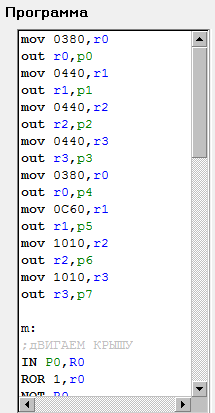 Программа
mov 0380,r0
out r0,p0
mov 0440,r1
out r1,p1
mov 0440,r2
out r2,p2
mov 0440,r3
out r3,p3
mov 0380,r0
out r0,p4
mov 0C60,r1
out r1,p5
mov 1010,r2
out r2,p6
mov 1010,r3
out r3,p7
m:
;дВИГАЕМ КРЫШУ
IN P0,R0
ROR 1,r0
NOT R0